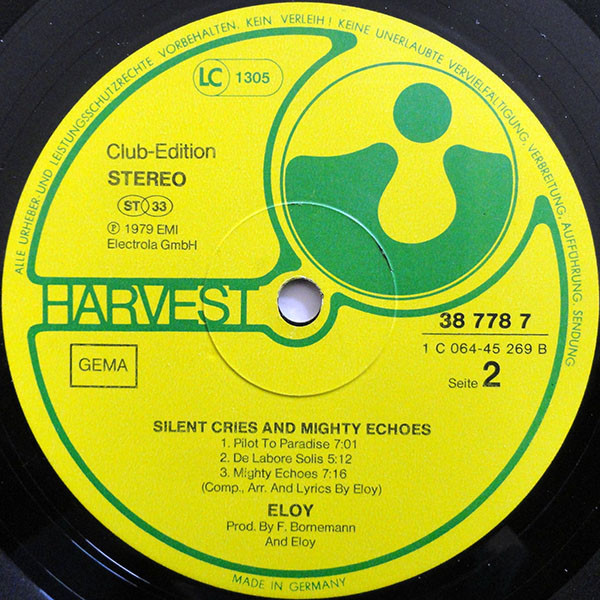 ALLE URHEBER- UND LEISTUNGSSCHUTZRECHTE VORBEHALTEN. KEIN VERLEIH! KEINE UNERLAUBTE VERVIELFÄLTIGUNG, VERBREITUNG, AUFFÜHRUNG, SENDUNG
LC 1305
Club-Edition
STEREO
ST 33
Ⓟ 1979 EMI
Electrola GmbH
HARVEST
38 778 7
1 C 064-45 269 B
GEMA
Seite 2
SILENT CRIES AND MIGHTY ECHOES
1. Pilot To Paradise 7:01
2. De Labore Solis 5:12
3. Mighty Echoes 7:16
(Comp., Arr. And Lyrics By Eloy)
ELOY
Prod. By F. Bornemann
And Eloy
MADE IN GERMANY